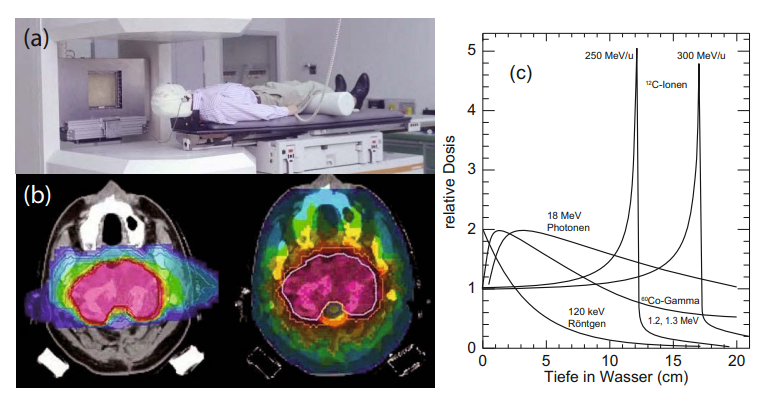 (a)
(b)
(c)
relative Dosis
5
4
3
2
1
0
250 MeV/u
300 MeV/u
¹²C-Ionen
18 MeV
Photonen
⁶⁰Co-Gamma
1.2, 1.3 MeV
120 keV
Röntgen
0
5
10
15
20
Tiefe in Wasser (cm)